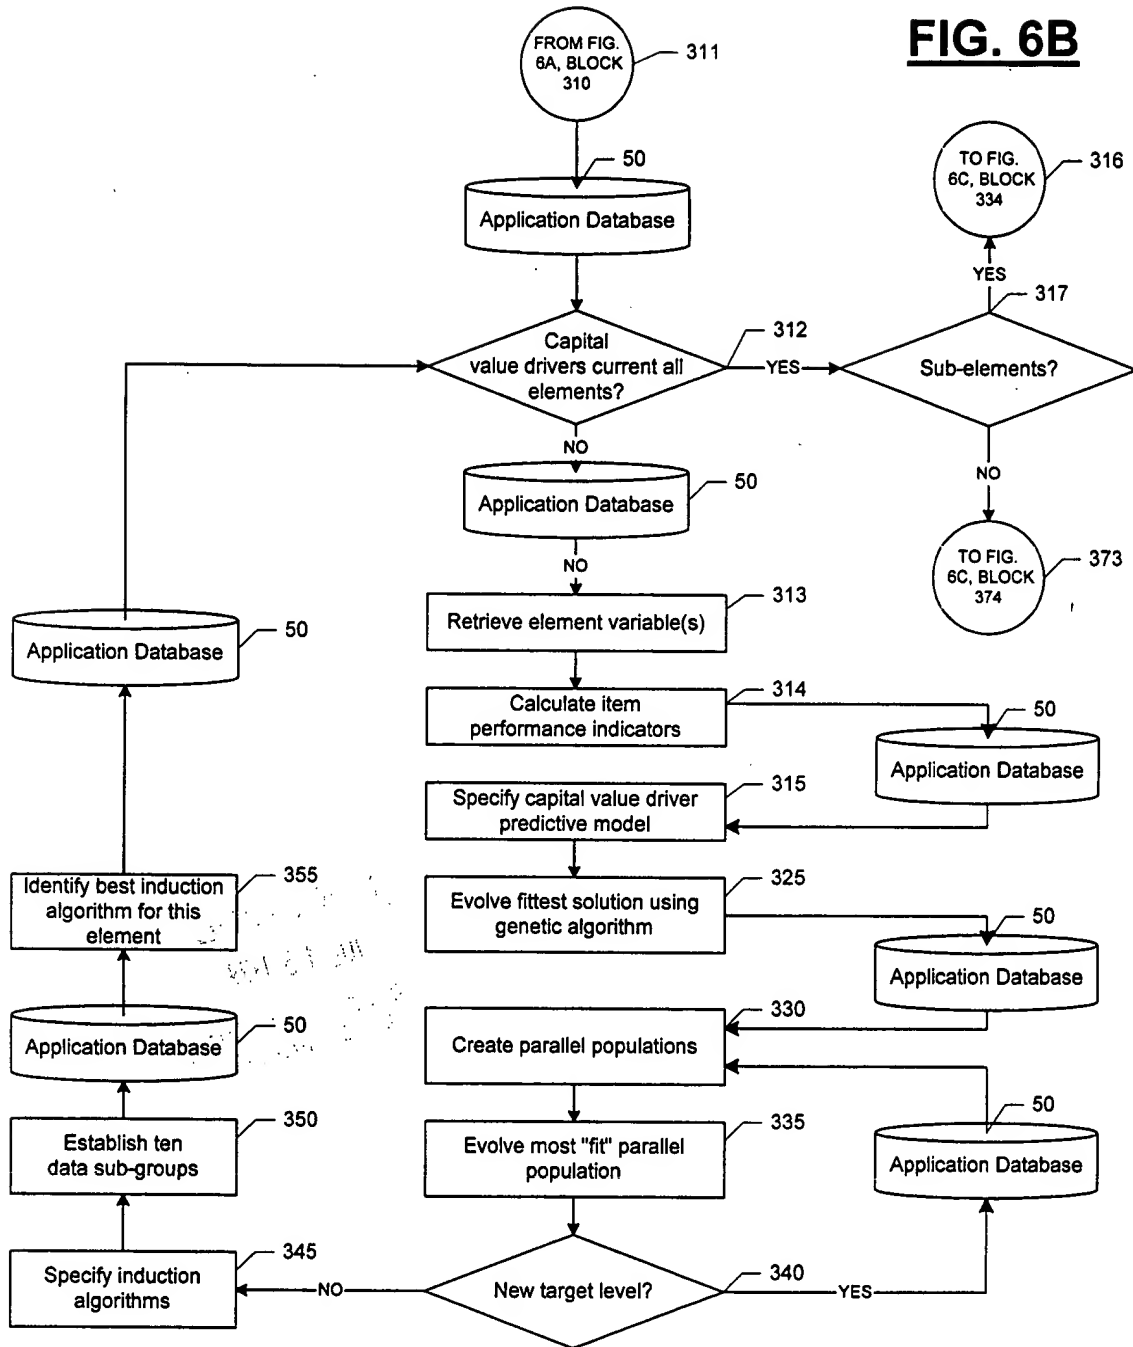 FIG. 6B
FROM FIG.
6A, BLOCK
310
311
50
Application Database
TO FIG.
6C, BLOCK
334
316
YES
317
Capital
value drivers current all
elements?
312
YES
Sub-elements?
NO
NO
Application Database
50
NO
TO FIG.
6C, BLOCK
374
373
Retrieve element variable(s)
313
Application Database
50
Calculate item
performance indicators
314
50
Application Database
Specify capital value driver
predictive model
315
Identify best induction
algorithm for this
element
355
Evolve fittest solution using
genetic algorithm
325
50
Application Database
Application Database
50
Create parallel populations
330
Establish ten
data sub-groups
350
Evolve most "fit" parallel
population
335
50
Application Database
Specify induction
algorithms
345
NO
New target level?
340
YES